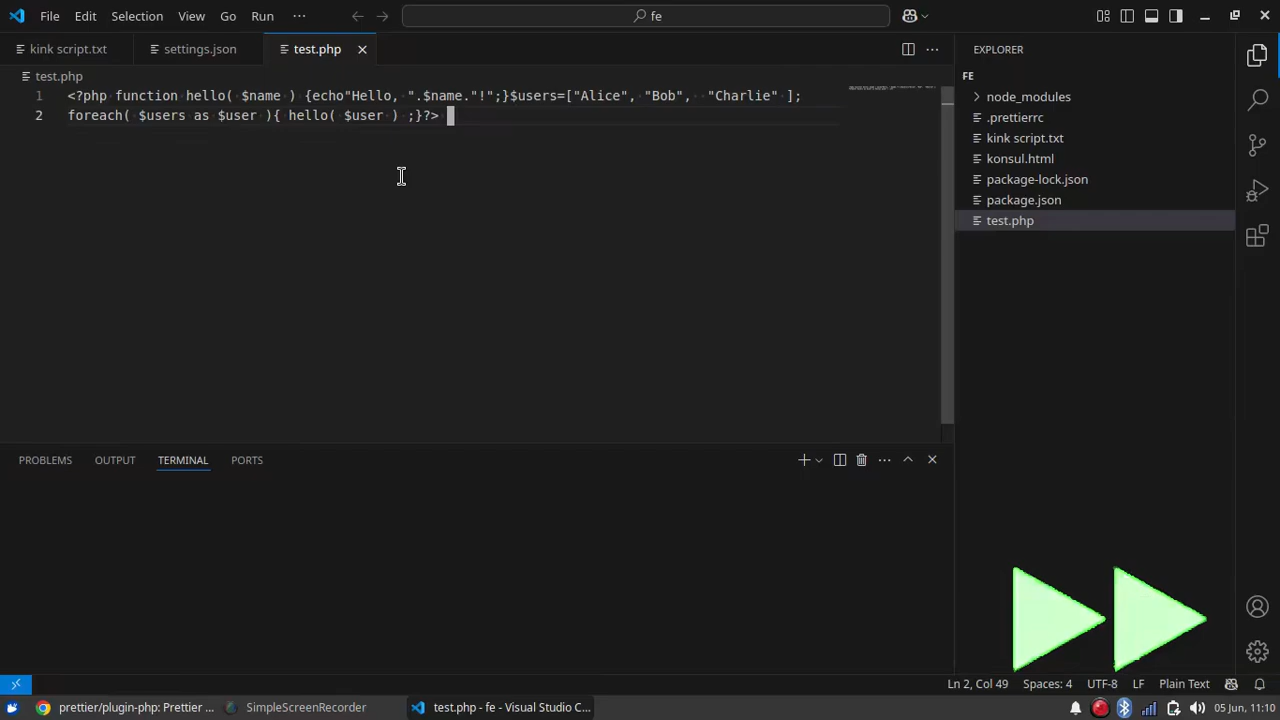 File Edit Selection View Go Run ··· fe
kink script.txt settings.json test.php EXPLORER
test.php FE
1 <?php function hello( $name ) {echo"Hello, ".$name."!";}$users=["Alice", "Bob",  "Charlie" ];
2 foreach( $users as $user ){ hello( $user ) ;}?>
node_modules
.prettierrc
kink script.txt
konsul.html
package-lock.json
package.json
test.php
PROBLEMS OUTPUT TERMINAL PORTS
Ln 2, Col 49 Spaces: 4 UTF-8 LF Plain Text
prettier/plugin-php: Prettier ... SimpleScreenRecorder test.php - fe - Visual Studio C... 05 Jun, 11:10